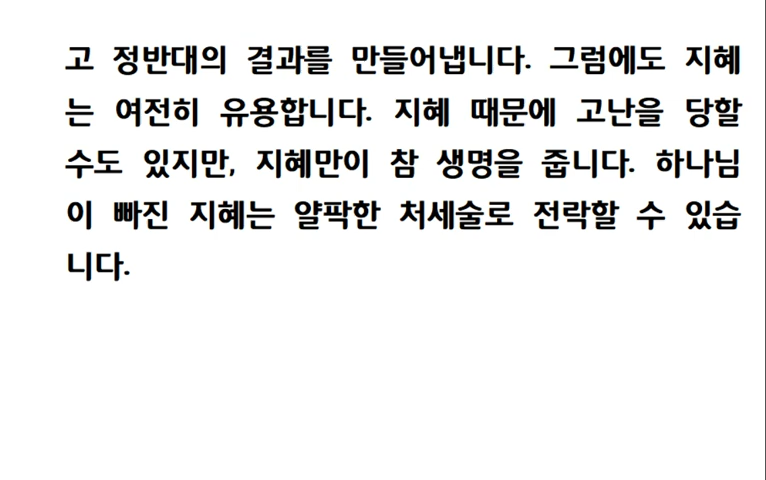 고 정반대의 결과를 만들어냅니다. 그럼에도 지혜
는 여전히 유용합니다. 지혜 때문에 고난을 당할
수도 있지만, 지혜만이 참 생명을 줍니다. 하나님
이 빠진 지혜는 얄팍한 처세술로 전락할 수 있습
니다.